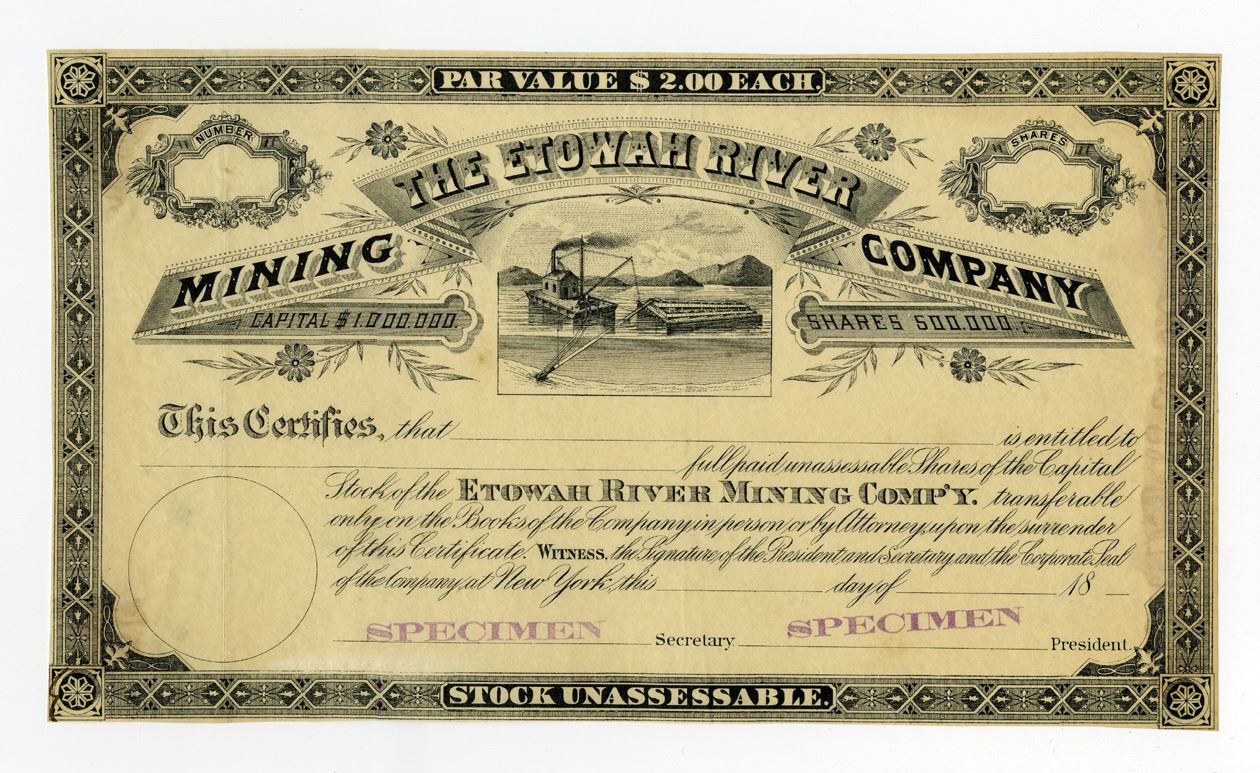 PAR VALUE $ 2.00 EACH.
NUMBER
SHARES
THE ETOWAH RIVER
MINING
COMPANY
CAPITAL $ 1.000.000.
SHARES 500.000.
This Certifies, that
is entitled to
full paid unassessable Shares of the Capital
Stock of the ETOWAH RIVER MINING COMP'Y. transferable
only on the Books of the Company in person or by Attorney upon the surrender
of this Certificate. WITNESS, the Signature of the President and Secretary and the Corporate Seal
of the Company, at New York, this day of 18
SPECIMEN Secretary. SPECIMEN President.
STOCK UNASSESSABLE.